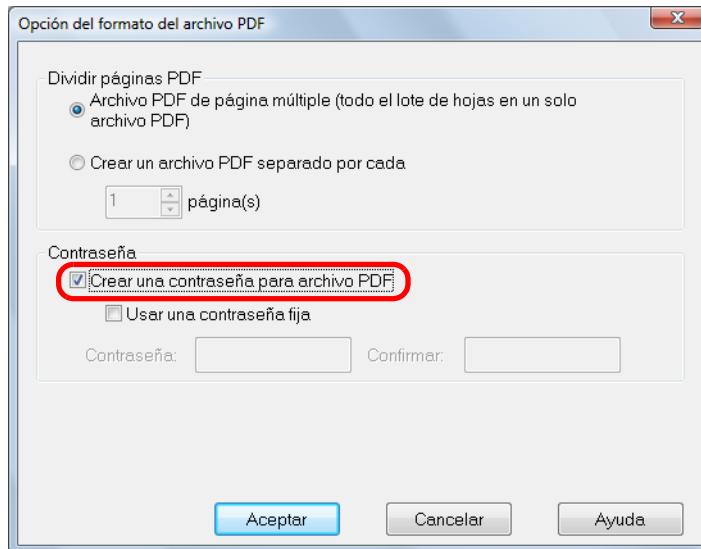 Opción del formato del archivo PDF
Dividir páginas PDF
Archivo PDF de página múltiple (todo el lote de hojas en un solo
archivo PDF)
Crear un archivo PDF separado por cada
1 página(s)
Contraseña
Crear una contraseña para archivo PDF
Usar una contraseña fija
Contraseña: Confirmar:
Aceptar Cancelar Ayuda